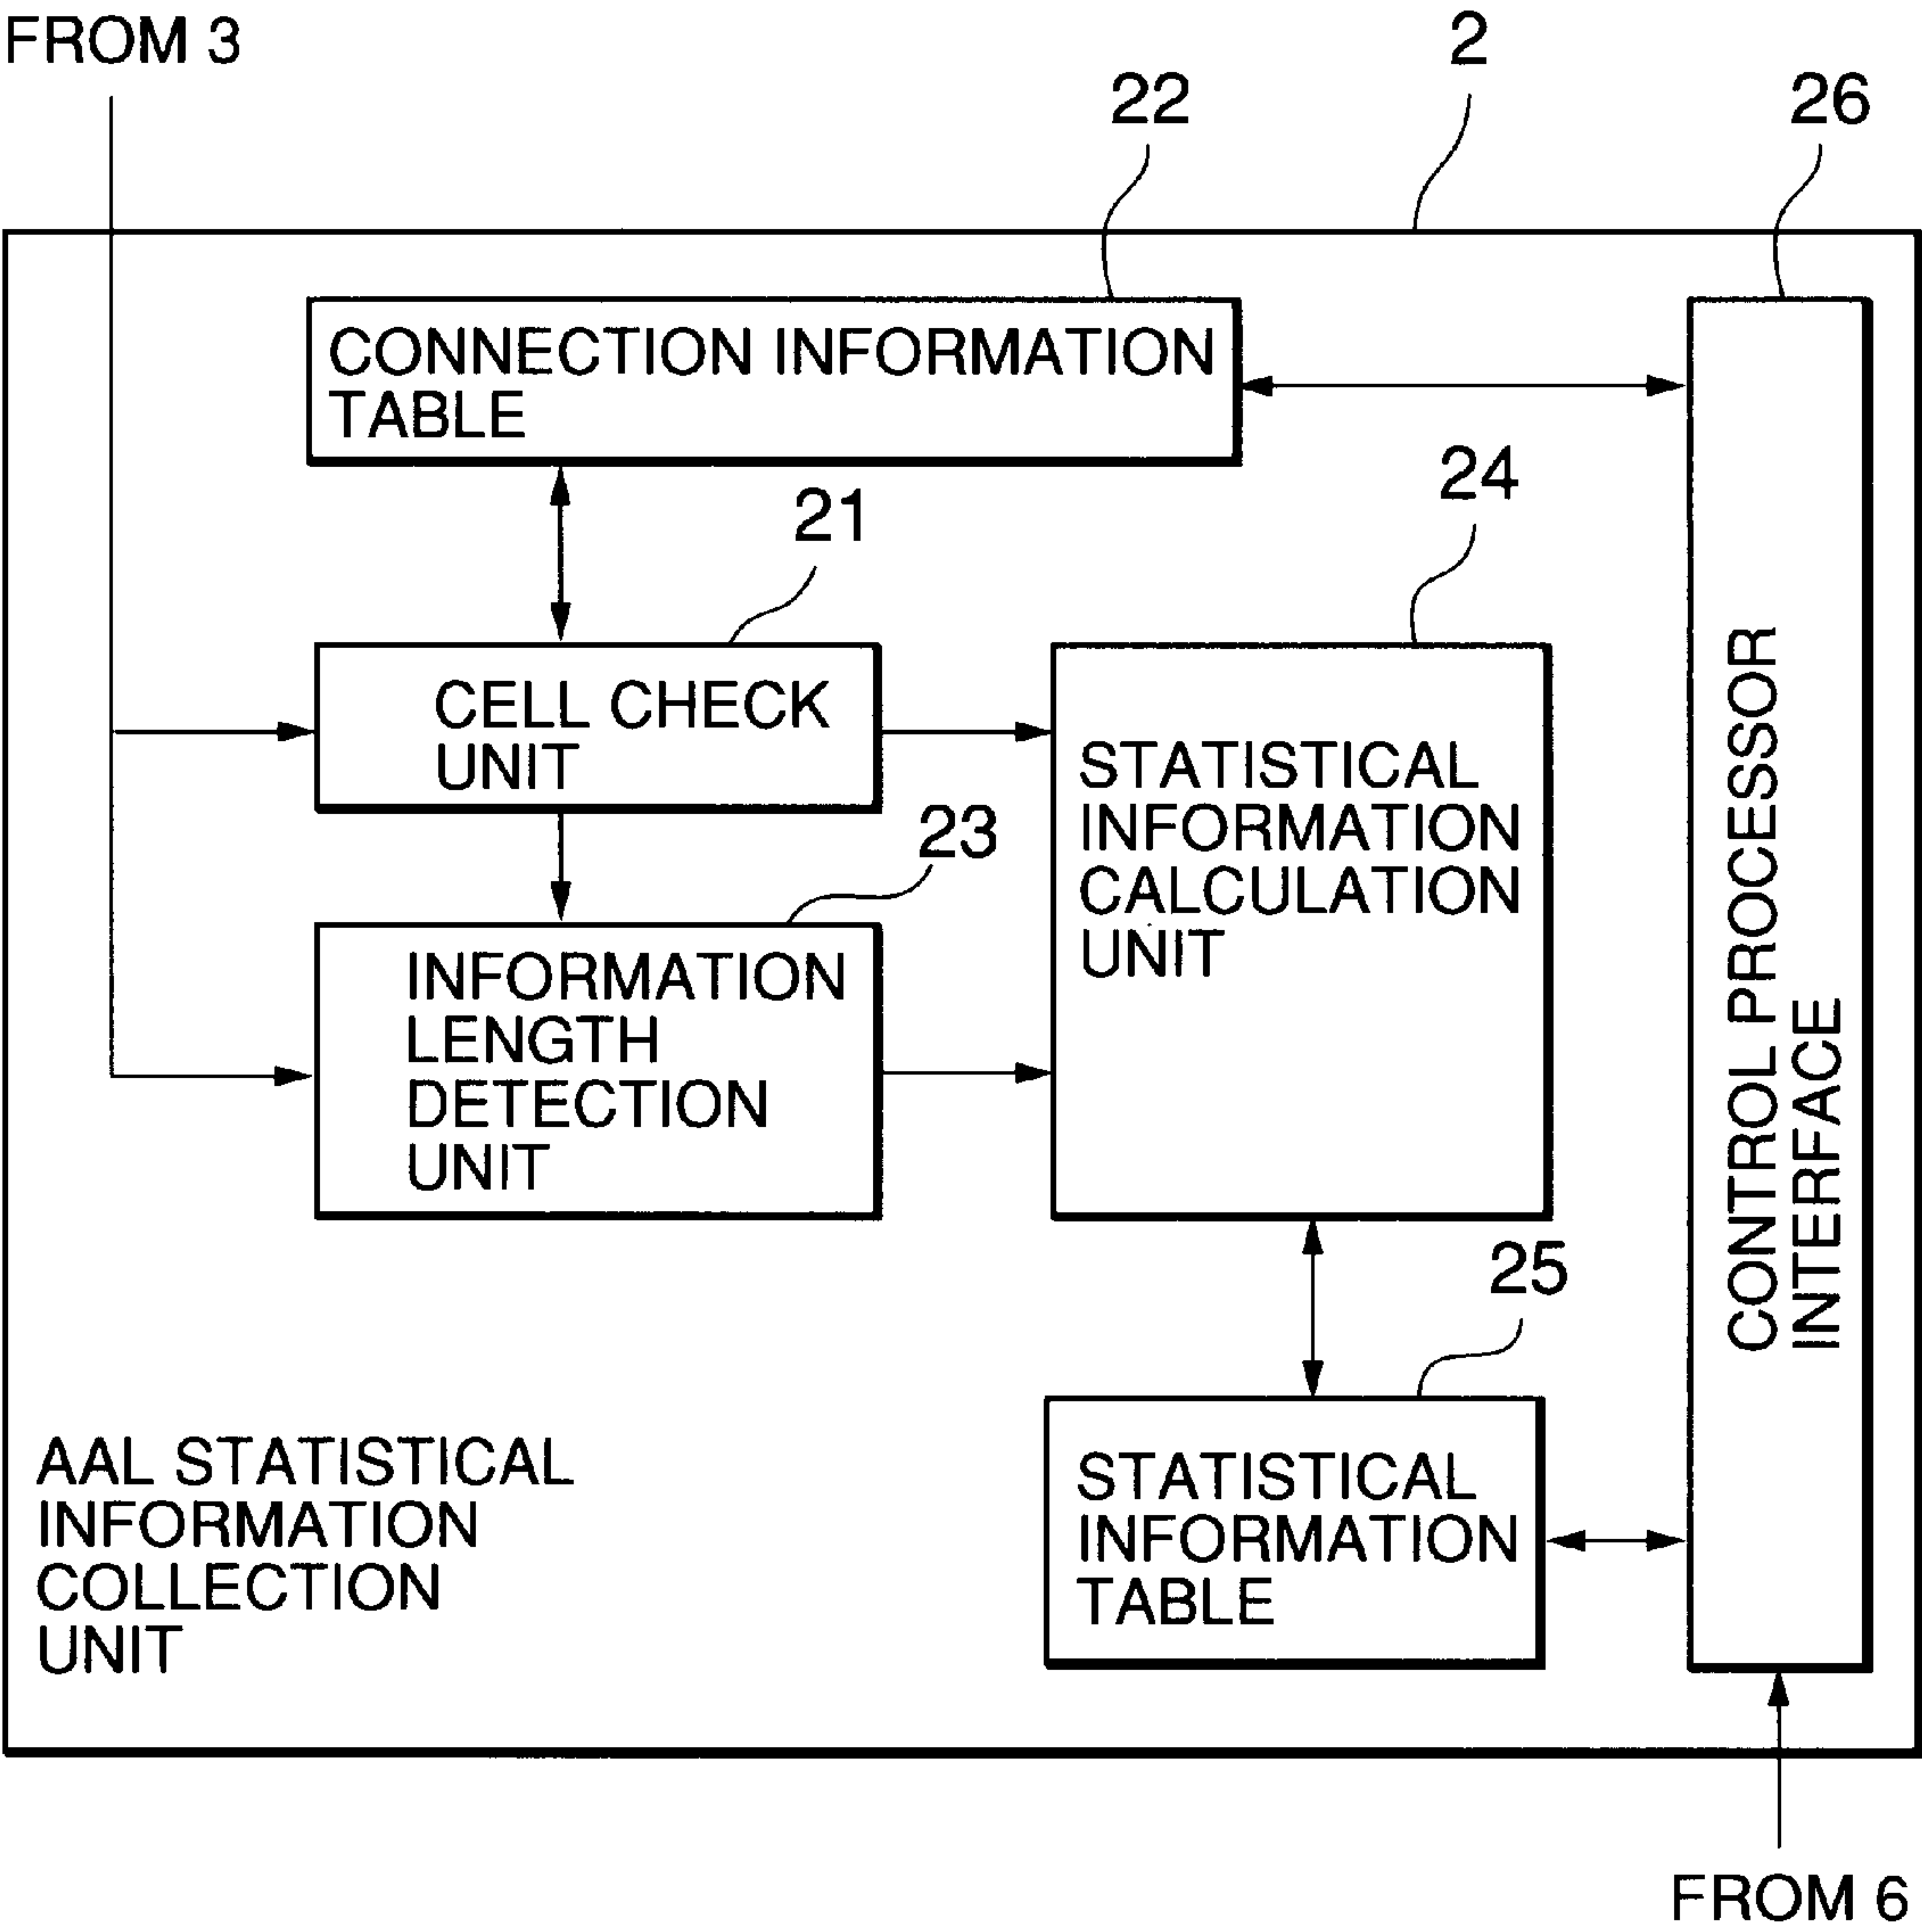 FROM 3
2
22
26
CONNECTION INFORMATION
TABLE
21
24
CELL CHECK
UNIT
23
STATISTICAL
INFORMATION
CALCULATION
UNIT
INFORMATION
LENGTH
DETECTION
UNIT
CONTROL PROCESSOR
INTERFACE
25
AAL STATISTICAL
INFORMATION
COLLECTION
UNIT
STATISTICAL
INFORMATION
TABLE
FROM 6